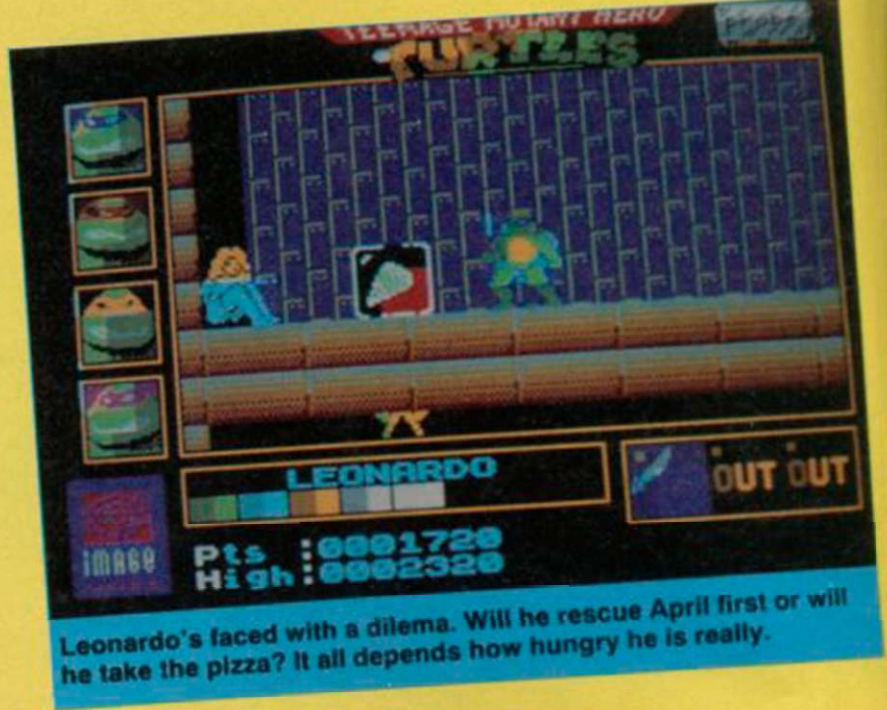 TEENAGE MUTANT HERO
TURTLES
LEONARDO
OUT OUT
Pts :0001720
High:0002320
iMAGE
Leonardo's faced with a dilema. Will he rescue April first or will
he take the pizza? It all depends how hungry he is really.